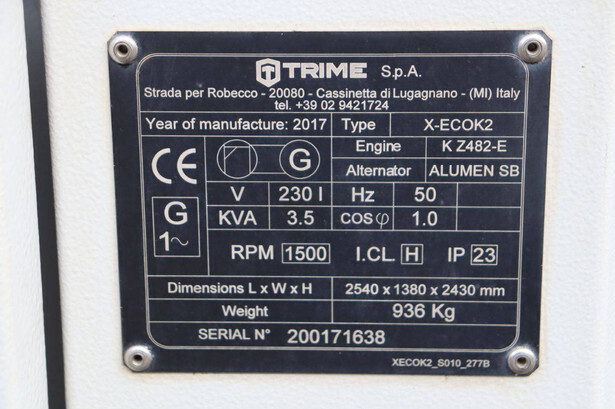 TRIME S.p.A.
Strada per Robecco - 20080 - Cassinetta di Lugagnano - (MI) Italy
tel. +39 02 9421724
Year of manufacture: 2017 Type X-ECOK2
CE G Engine K Z482-E
Alternator ALUMEN SB
G 1~ V 230 I Hz 50
KVA 3.5 COS φ 1.0
RPM 1500 I.CL. H IP 23
Dimensions L x W x H 2540 x 1380 x 2430 mm
Weight 936 Kg
SERIAL N° 200171638
XECOK2_S010_277B